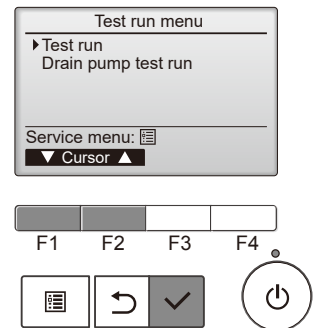 Test run menu
Test run
Drain pump test run
Service menu:
▼ Cursor ▲
F1 F2 F3 F4